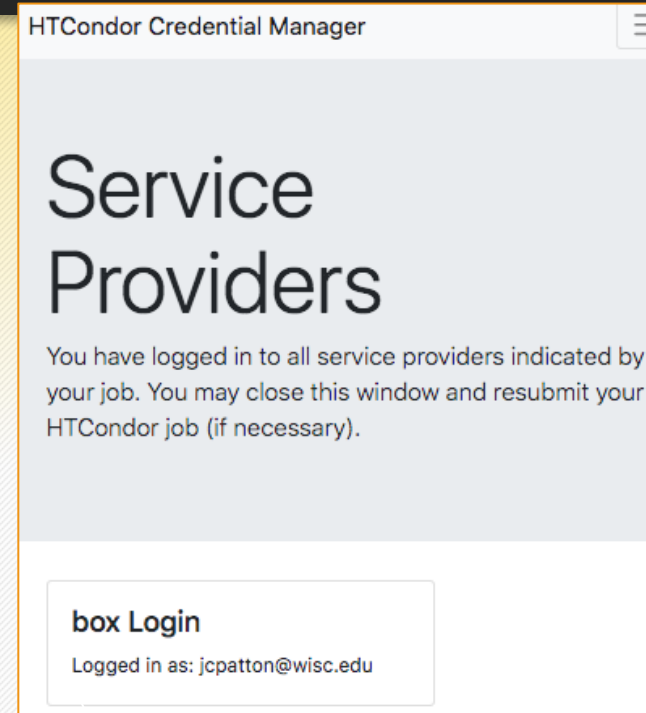 HTCondor Credential Manager
Service
Providers
You have logged in to all service providers indicated by
your job. You may close this window and resubmit your
HTCondor job (if necessary).
box Login
Logged in as: jcpatton@wisc.edu